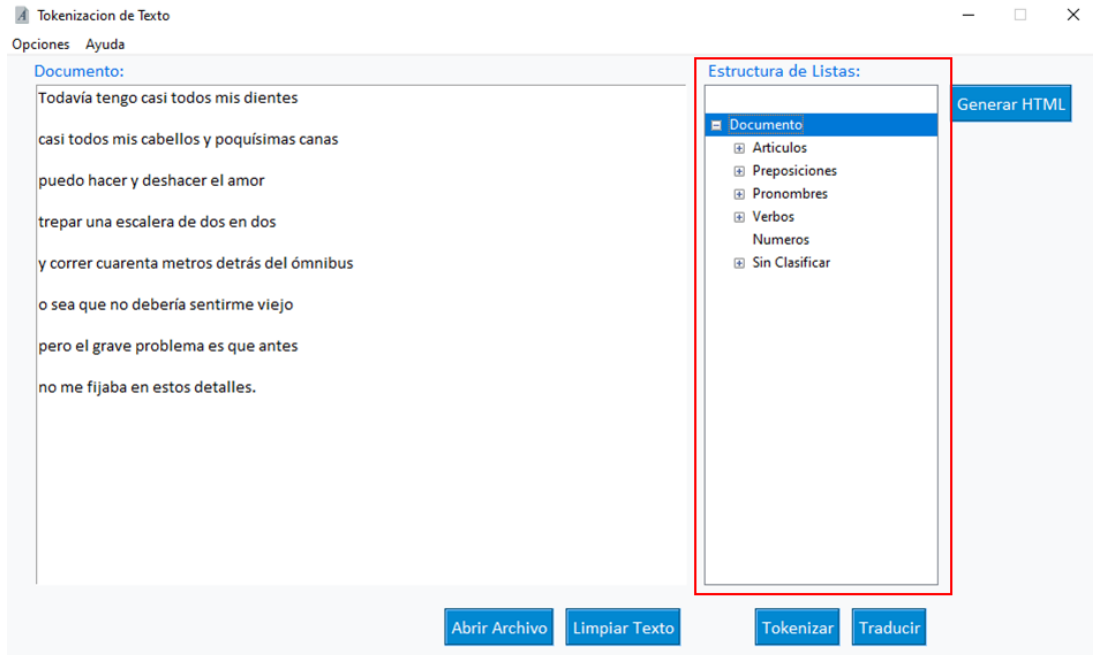 Tokenizacion de Texto
Opciones Ayuda
Documento:
Todavía tengo casi todos mis dientes
casi todos mis cabellos y poquísimas canas
puedo hacer y deshacer el amor
trepar una escalera de dos en dos
y correr cuarenta metros detrás del ómnibus
o sea que no debería sentirme viejo
pero el grave problema es que antes
no me fijaba en estos detalles.
Estructura de Listas:
Documento
Articulos
Preposiciones
Pronombres
Verbos
Numeros
Sin Clasificar
Generar HTML
Abrir Archivo
Limpiar Texto
Tokenizar
Traducir